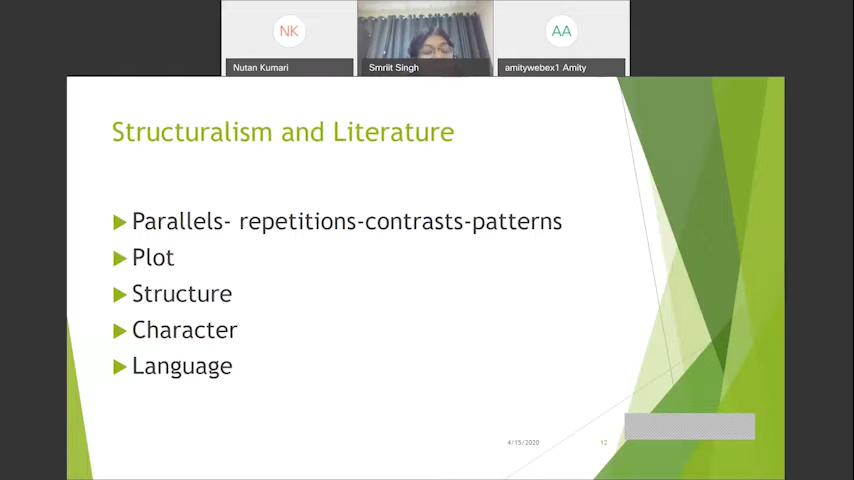 NK
AA
Nutan Kumari
Smriit Singh
amitywebex1 Amity
Structuralism and Literature
Parallels- repetitions-contrasts-patterns
Plot
Structure
Character
Language
4/15/2020
12